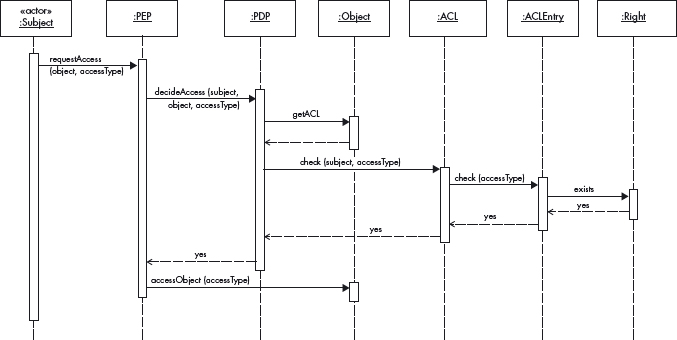 «actor»
:Subject
:PEP
:PDP
:Object
:ACL
:ACLEntry
:Right
requestAccess
(object, accessType)
decideAccess (subject,
object, accessType)
getACL
check (subject, accessType)
check (accessType)
exists
yes
yes
yes
yes
accessObject (accessType)